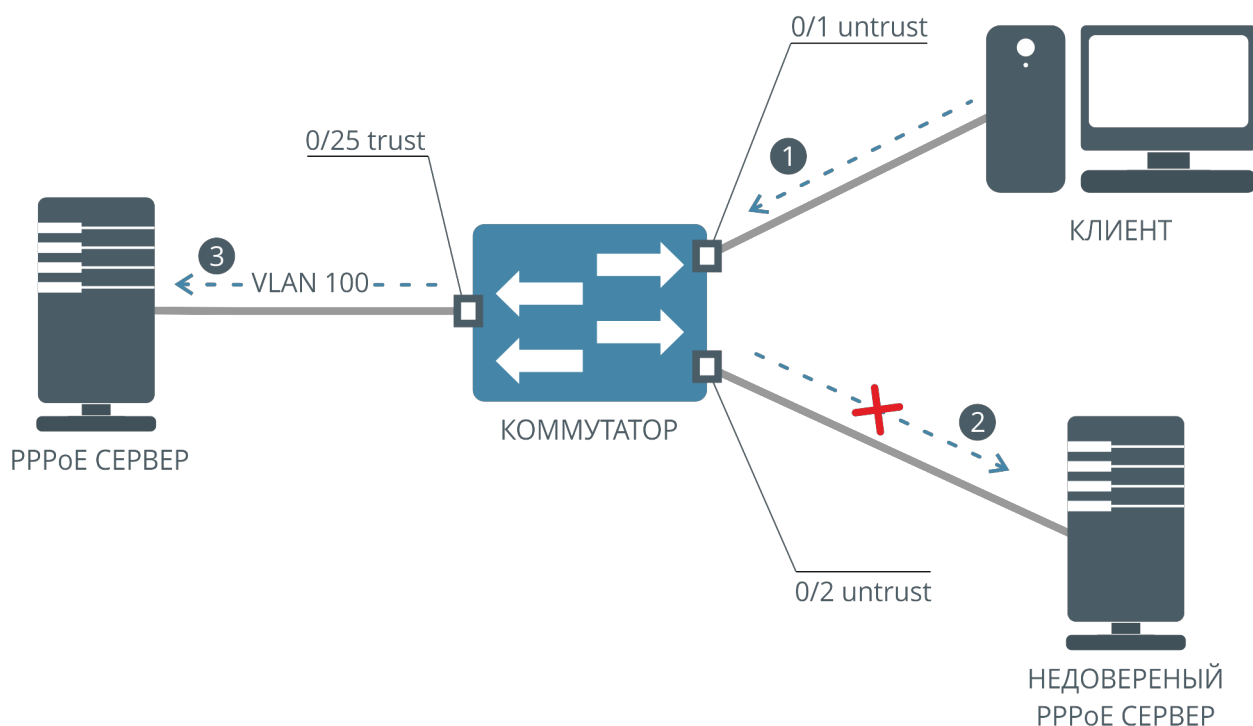 0/1 untrust
0/25 trust
1
КЛИЕНТ
3
VLAN 100
КОММУТАТОР
2
PPPoE СЕРВЕР
0/2 untrust
НЕДОВЕРЕНЫЙ
PPPoE СЕРВЕР